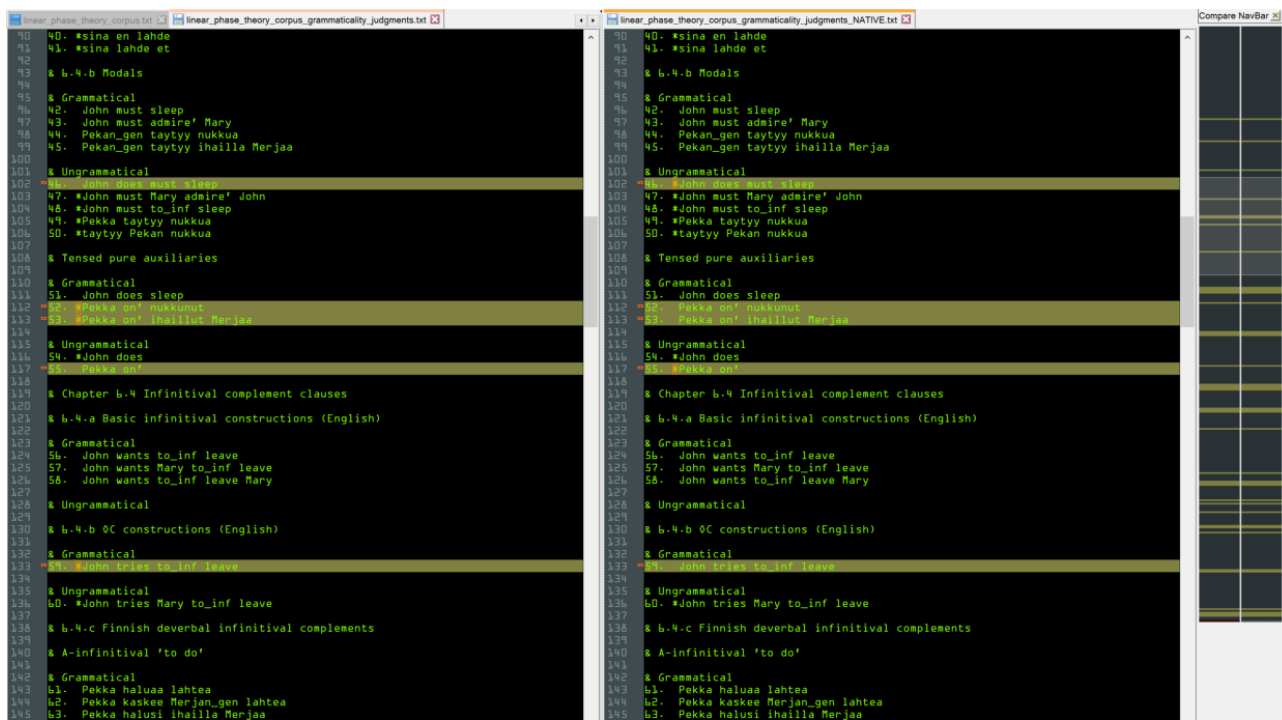 linear_phase_theory_corpus.txt linear_phase_theory_corpus_grammaticality_judgments.txt
90 40. *sina en lahde
91 41. *sina lahde et
92
93 & 6.4.b Modals
94
95 & Grammatical
96 42.  John must sleep
97 43.  John must admire' Mary
98 44.  Pekan_gen taytyy nukkua
99 45.  Pekan_gen taytyy ihailla Merjaa
100
101 & Ungrammatical
102 46.  John does must sleep
103 47. *John must Mary admire' John
104 48. *John must to_inf sleep
105 49. *Pekka taytyy nukkua
106 50. *taytyy Pekan nukkua
107
108 & Tensed pure auxiliaries
109
110 & Grammatical
111 51.  John does sleep
112 52. *Pekka on' nukkunut
113 53. *Pekka on' ihaillut Merjaa
114
115 & Ungrammatical
116 54. *John does
117 55.  Pekka on'
118
119 & Chapter 6.4 Infinitival complement clauses
120
121 & 6.4.a Basic infinitival constructions (English)
122
123 & Grammatical
124 56.  John wants to_inf leave
125 57.  John wants Mary to_inf leave
126 58.  John wants to_inf leave Mary
127
128 & Ungrammatical
129
130 & 6.4.b OC constructions (English)
131
132 & Grammatical
133 59. *John tries to_inf leave
134
135 & Ungrammatical
136 60. *John tries Mary to_inf leave
137
138 & 6.4.c Finnish deverbal infinitival complements
139
140 & A-infinitival 'to do'
141
142 & Grammatical
143 61.  Pekka haluaa lahtea
144 62.  Pekka kaskee Merjan_gen lahtea
145 63.  Pekka halusi ihailla Merjaa
linear_phase_theory_corpus_grammaticality_judgments_NATIVE.txt
90 40. *sina en lahde
91 41. *sina lahde et
92
93 & 6.4.b Modals
94
95 & Grammatical
96 42.  John must sleep
97 43.  John must admire' Mary
98 44.  Pekan_gen taytyy nukkua
99 45.  Pekan_gen taytyy ihailla Merjaa
100
101 & Ungrammatical
102 46. *John does must sleep
103 47. *John must Mary admire' John
104 48. *John must to_inf sleep
105 49. *Pekka taytyy nukkua
106 50. *taytyy Pekan nukkua
107
108 & Tensed pure auxiliaries
109
110 & Grammatical
111 51.  John does sleep
112 52.  Pekka on' nukkunut
113 53.  Pekka on' ihaillut Merjaa
114
115 & Ungrammatical
116 54. *John does
117 55. *Pekka on'
118
119 & Chapter 6.4 Infinitival complement clauses
120
121 & 6.4.a Basic infinitival constructions (English)
122
123 & Grammatical
124 56.  John wants to_inf leave
125 57.  John wants Mary to_inf leave
126 58.  John wants to_inf leave Mary
127
128 & Ungrammatical
129
130 & 6.4.b OC constructions (English)
131
132 & Grammatical
133 59.  John tries to_inf leave
134
135 & Ungrammatical
136 60. *John tries Mary to_inf leave
137
138 & 6.4.c Finnish deverbal infinitival complements
139
140 & A-infinitival 'to do'
141
142 & Grammatical
143 61.  Pekka haluaa lahtea
144 62.  Pekka kaskee Merjan_gen lahtea
145 63.  Pekka halusi ihailla Merjaa
Compare NavBar